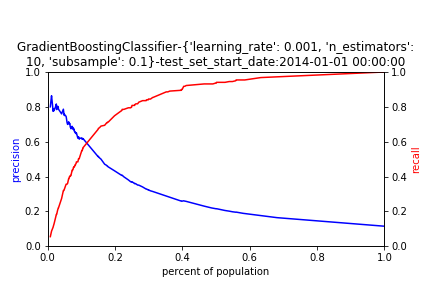 GradientBoostingClassifier-{'learning_rate': 0.001, 'n_estimators':
10, 'subsample': 0.1}-test_set_start_date:2014-01-01 00:00:00
1.0
0.8
0.6
0.4
0.2
0.0
precision
1.0
0.8
0.6
0.4
0.2
0.0
recall
0.0 0.2 0.4 0.6 0.8 1.0
percent of population